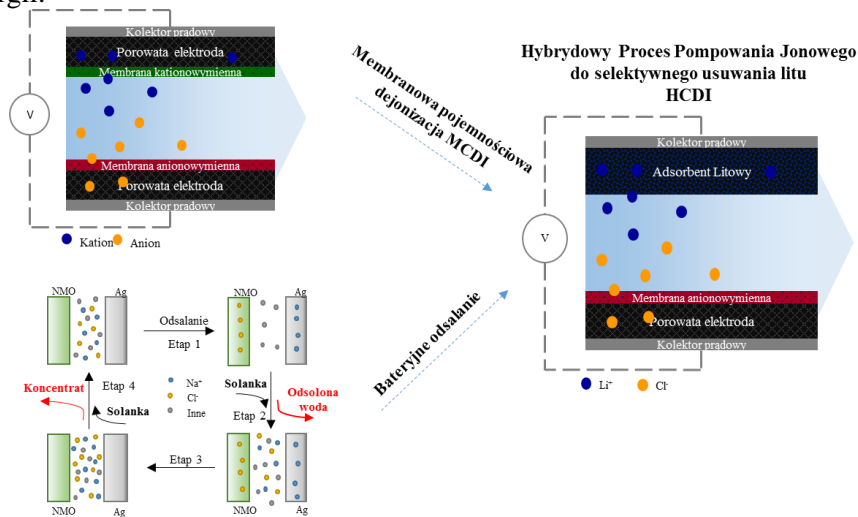 Kolektor prądowy
Porowata elektroda
Membrana kationowymienna
V
Membrana anionowymienna
Porowata elektroda
Kolektor prądowy
Kation
Anion
Membranowa pojemnościowa
dejonizacja MCDI
Hybrydowy Proces Pompowania Jonowego
do selektywnego usuwania litu
HCDI
Kolektor prądowy
Adsorbent Litowy
V
Membrana anionowymienna
Porowata elektroda
Kolektor prądowy
Li⁺
Cl⁻
NMO
Ag
Odsalanie
Etap 1
NMO
Ag
Koncentrat
Etap 4
Solanka
Na⁺
Cl⁻
Inne
Solanka
Etap 2
Odsolona
woda
Etap 3
NMO
Ag
NMO
Ag
Bateryjne odsalanie